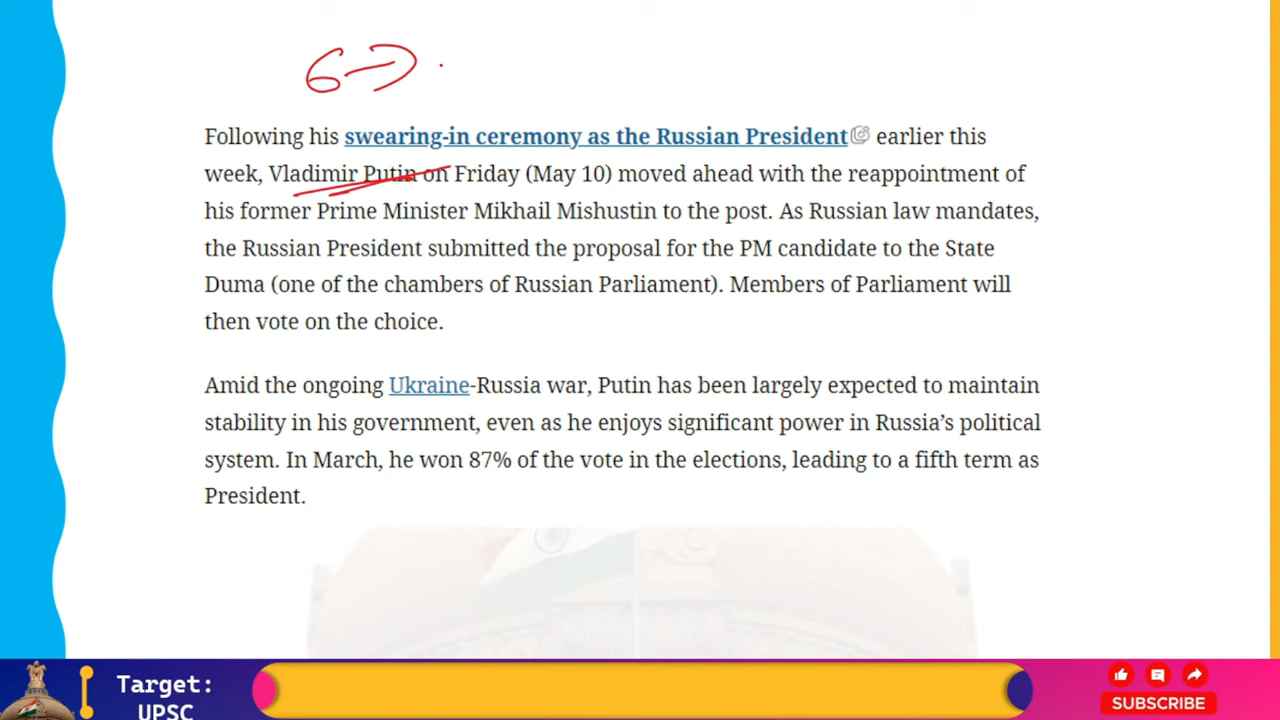 6
Following his swearing-in ceremony as the Russian President earlier this
week, Vladimir Putin on Friday (May 10) moved ahead with the reappointment of
his former Prime Minister Mikhail Mishustin to the post. As Russian law mandates,
the Russian President submitted the proposal for the PM candidate to the State
Duma (one of the chambers of Russian Parliament). Members of Parliament will
then vote on the choice.
Amid the ongoing Ukraine-Russia war, Putin has been largely expected to maintain
stability in his government, even as he enjoys significant power in Russia's political
system. In March, he won 87% of the vote in the elections, leading to a fifth term as
President.
Target:
UPSC
SUBSCRIBE